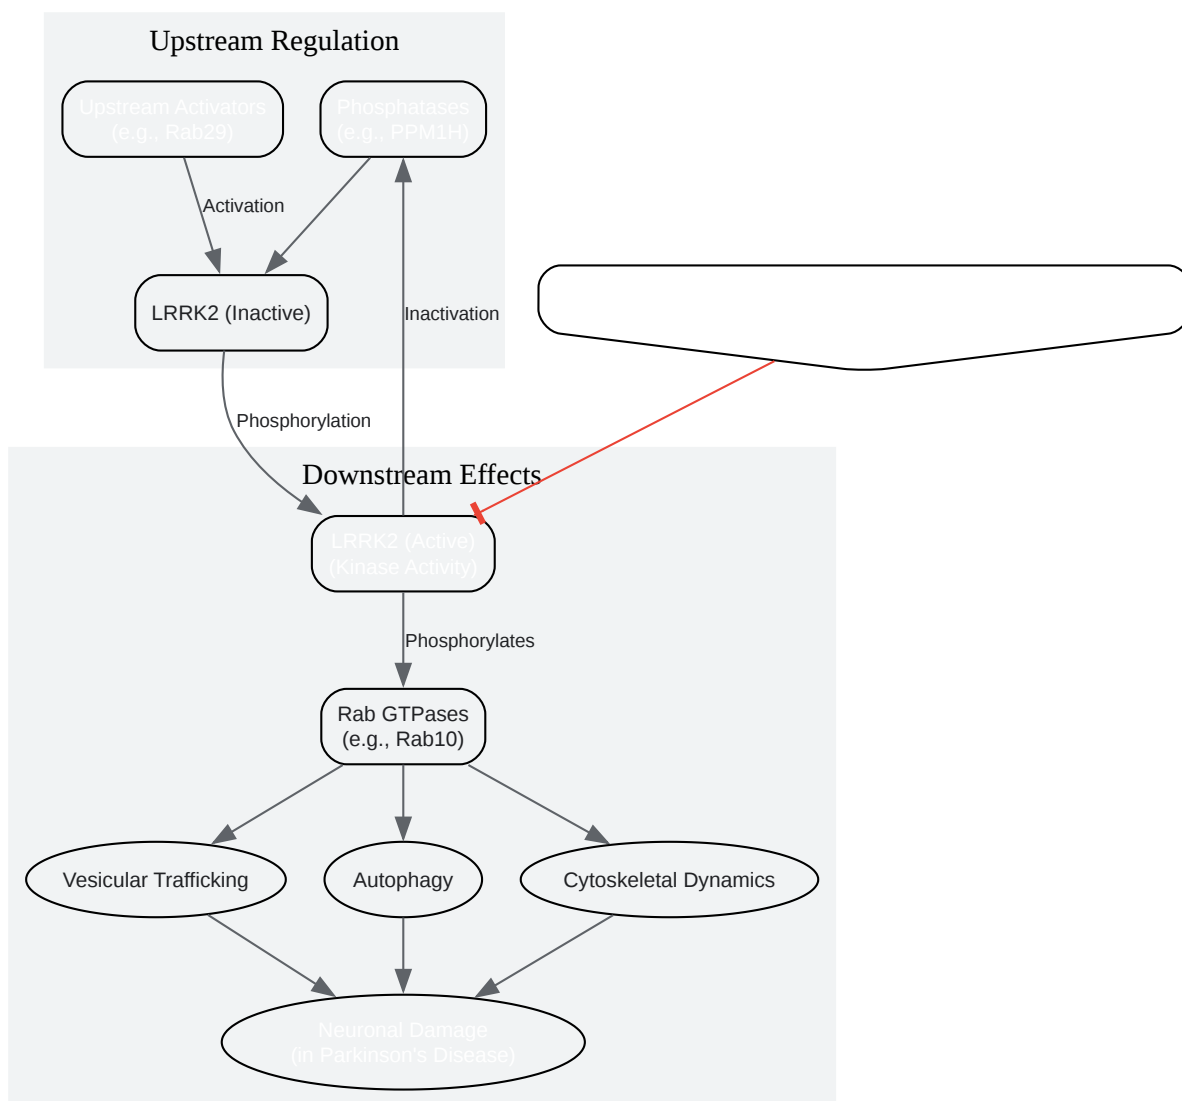 Upstream Regulation
Upstream Activators
(e.g., Rab29)
Phosphatases
(e.g., PPM1H)
Activation
LRRK2 (Inactive)
Inactivation
Phosphorylation
Downstream Effects
LRRK2 (Active)
(Kinase Activity)
Phosphorylates
Rab GTPases
(e.g., Rab10)
Vesicular Trafficking
Autophagy
Cytoskeletal Dynamics
Neuronal Damage
(in Parkinson's Disease)